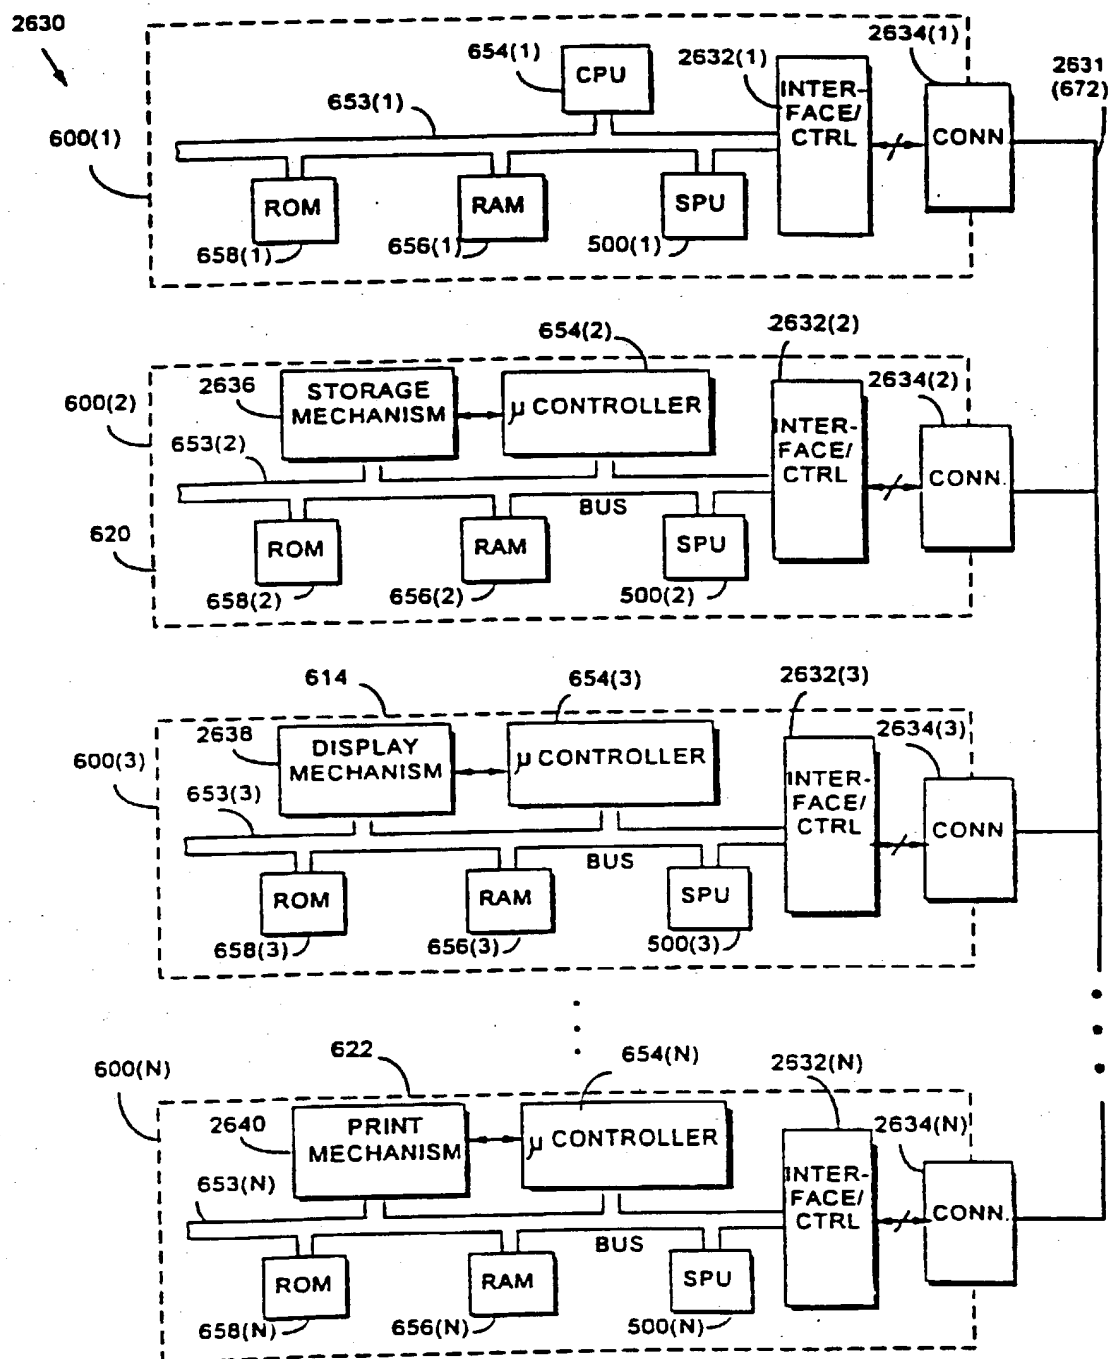 2630
654(1)
CPU
2632(1)
2634(1)
2631
(672)
653(1)
600(1)
INTER-
FACE/
CTRL
CONN
ROM
RAM
SPU
658(1)
656(1)
500(1)
654(2)
2632(2)
2634(2)
600(2)
2636
STORAGE
MECHANISM
μ CONTROLLER
INTER-
FACE/
CTRL
CONN.
653(2)
BUS
620
ROM
RAM
SPU
658(2)
656(2)
500(2)
614
654(3)
2632(3)
2634(3)
600(3)
2638
DISPLAY
MECHANISM
μ CONTROLLER
INTER-
FACE/
CTRL
CONN
653(3)
BUS
ROM
RAM
SPU
658(3)
656(3)
500(3)
622
654(N)
2632(N)
2634(N)
600(N)
2640
PRINT
MECHANISM
μ CONTROLLER
INTER-
FACE/
CTRL
CONN.
653(N)
BUS
ROM
RAM
SPU
658(N)
656(N)
500(N)